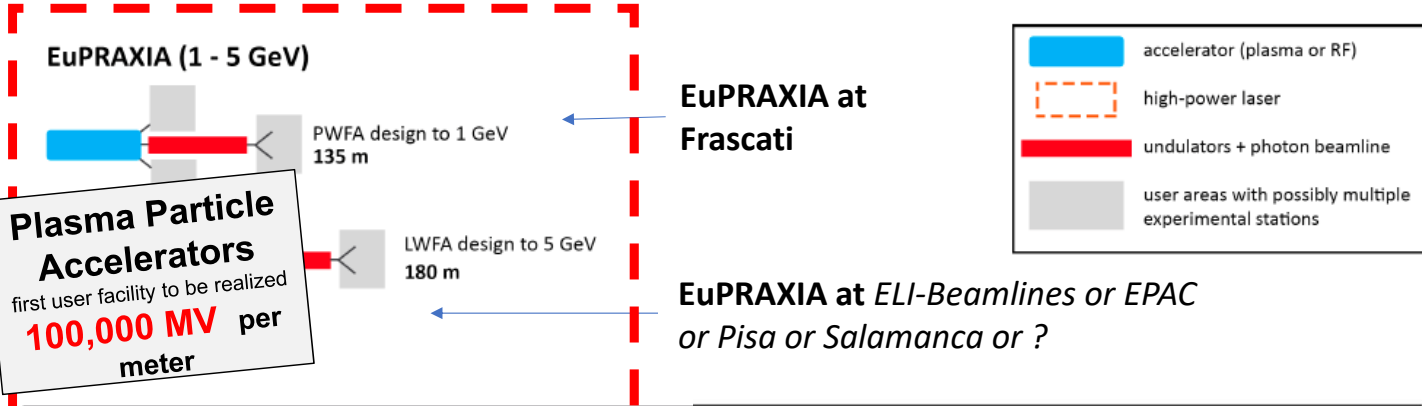 EuPRAXIA (1 - 5 GeV)
PWFA design to 1 GeV
135 m
Plasma Particle
Accelerators
first user facility to be realized
100,000 MV per
meter
LWFA design to 5 GeV
180 m
EuPRAXIA at
Frascati
EuPRAXIA at ELI-Beamlines or EPAC
or Pisa or Salamanca or ?
accelerator (plasma or RF)
high-power laser
undulators + photon beamline
user areas with possibly multiple
experimental stations